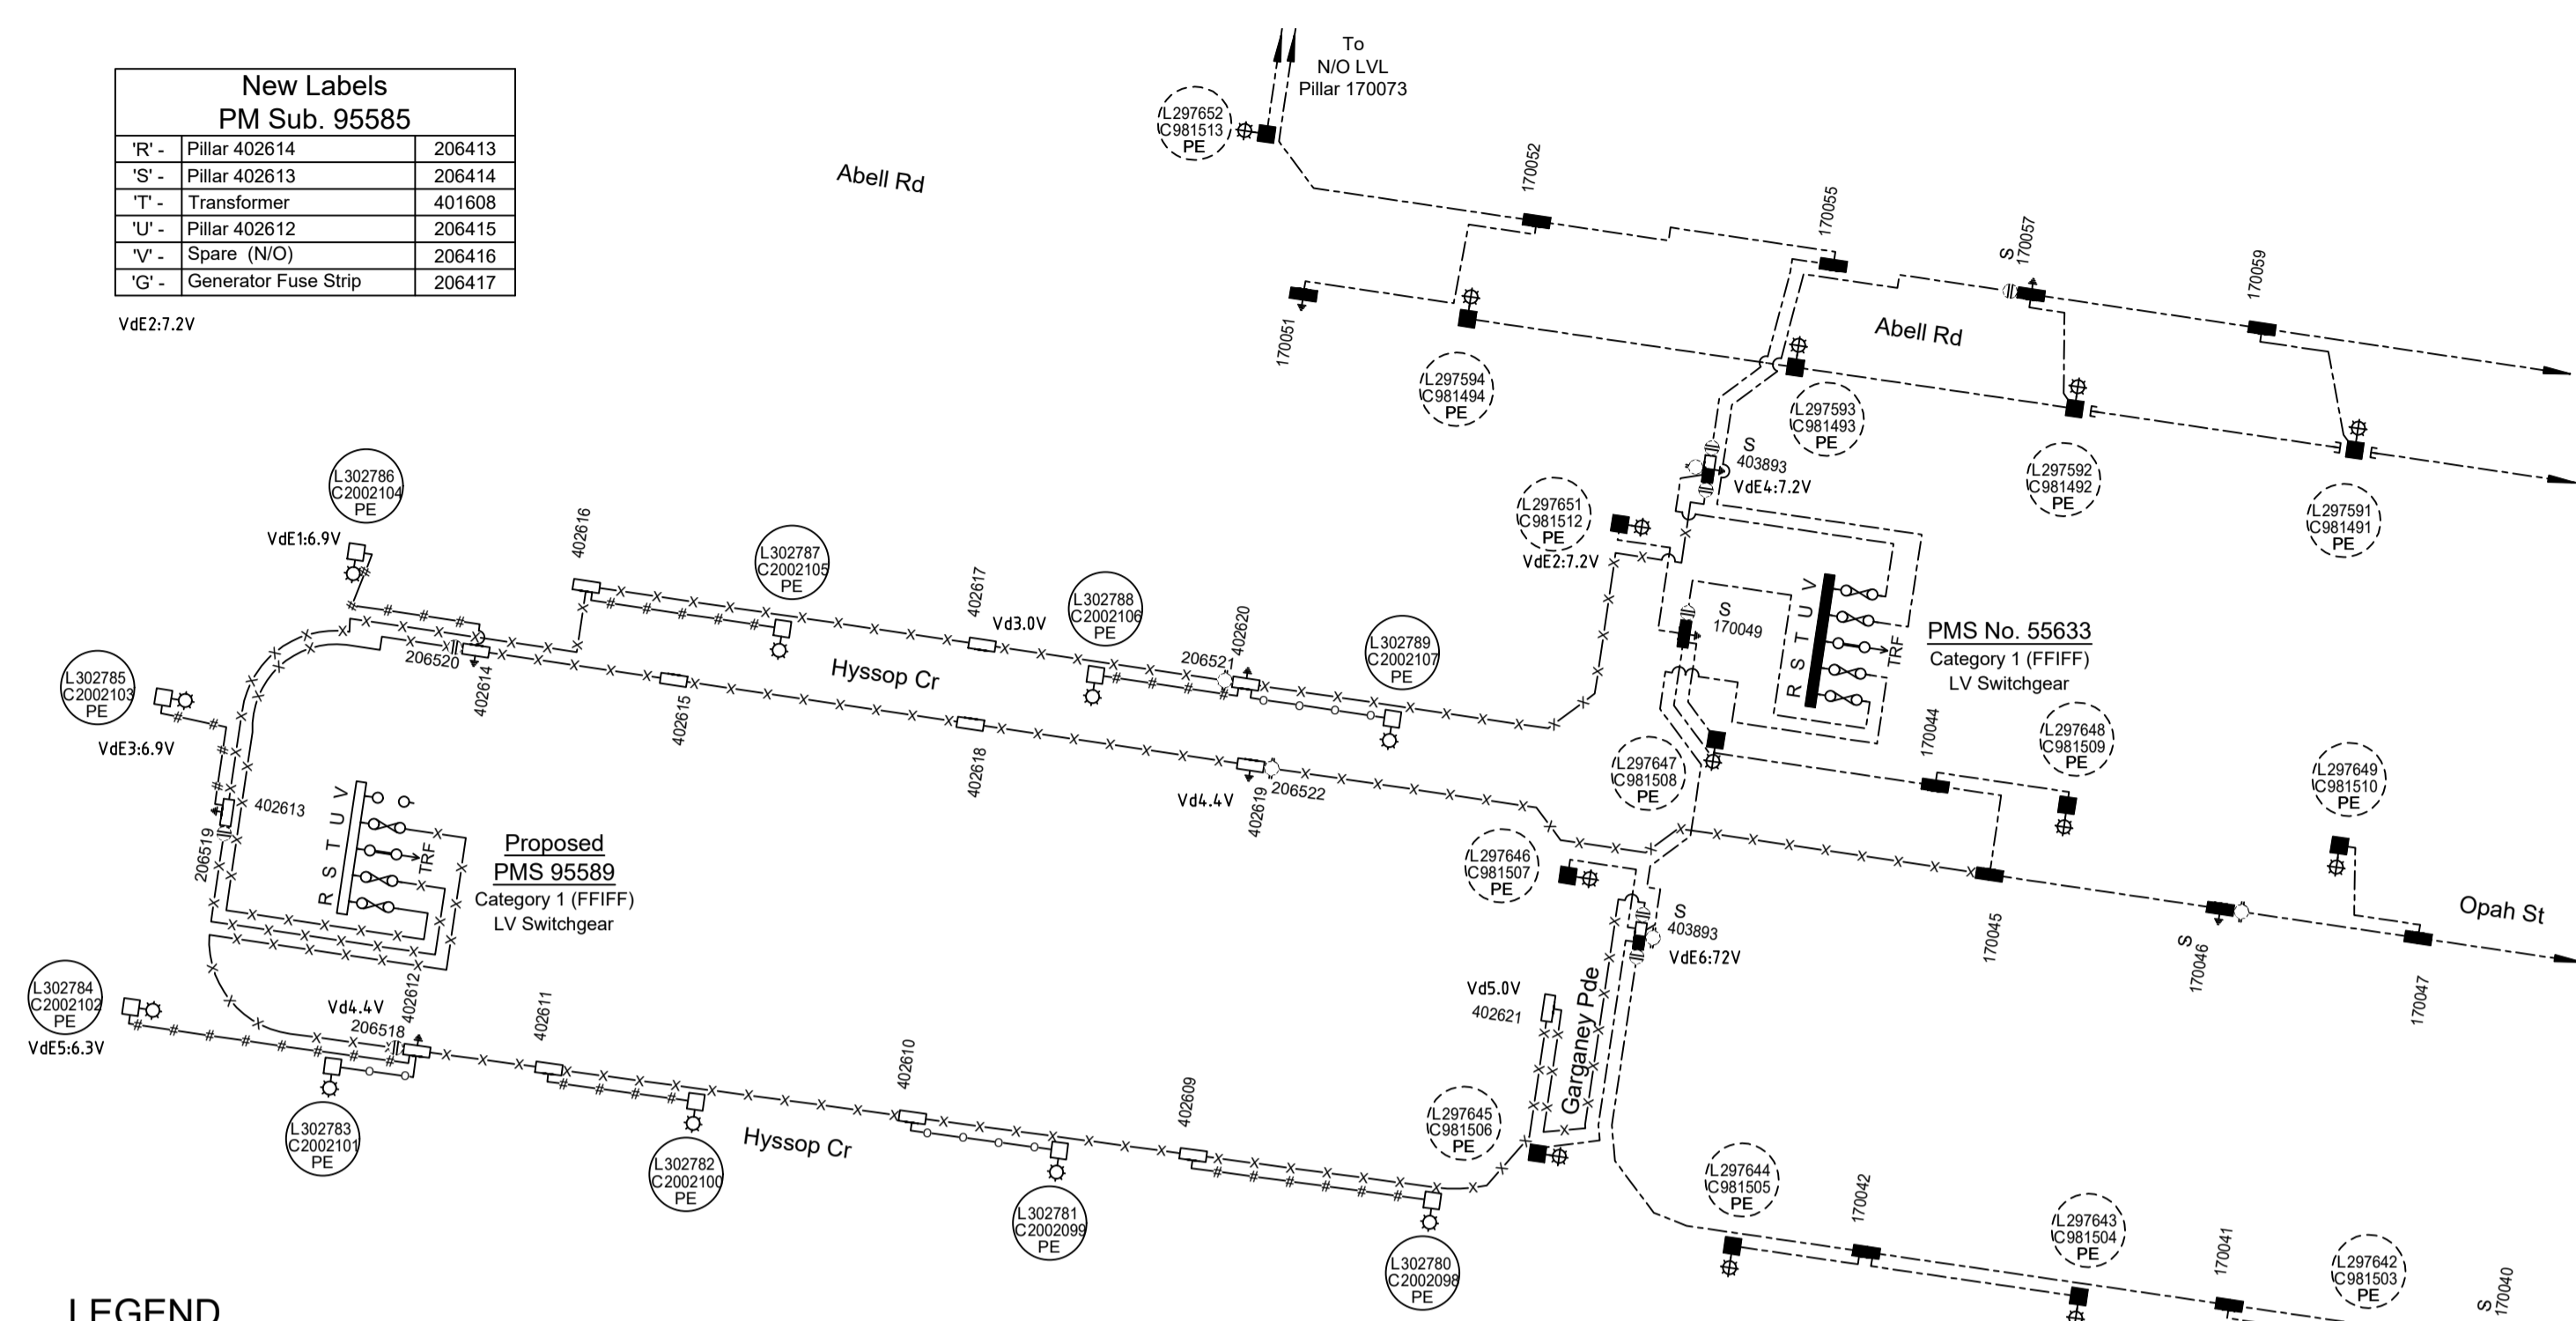 New Labels
PM Sub. 95585
'R' - Pillar 402614 206413
'S' - Pillar 402613 206414
'T' - Transformer 401608
'U' - Pillar 402612 206415
'V' - Spare (N/O) 206416
'G' - Generator Fuse Strip 206417
VdE2:7.2V
To
N/O LVL
Pillar 170073
L297652
C981513
PE
Abell Rd
170052
170055
S
170057
170059
170051
Abell Rd
L297594
C981494
PE
L297593
C981493
PE
L297592
C981492
PE
L297591
C981491
PE
S
403893
VdE4:7.2V
L297651
C981512
PE
VdE2:7.2V
L302786
C2002104
PE
VdE1:6.9V
402616
L302787
C2002105
PE
402617
Vd3.0V
L302788
C2002106
PE
402620
206521
L302789
C2002107
PE
S
170049
R S T U V
TRF
PMS No. 55633
Category 1 (FFIFF)
LV Switchgear
L302785
C2002103
PE
VdE3:6.9V
206520
402614
402615
Hyssop Cr
402618
Vd4.4V
402619
206522
L297647
C981508
PE
170044
L297648
C981509
PE
L297649
C981510
PE
402613
206519
R S T U V
TRF
Proposed
PMS 95589
Category 1 (FFIFF)
LV Switchgear
L297646
C981507
PE
S
403893
VdE6:72V
170045
S
170046
170047
Opah St
L302784
C2002102
PE
VdE5:6.3V
Vd4.4V
206518
402612
402611
402610
402609
Vd5.0V
402621
Garganey Pde
L302783
C2002101
PE
L302782
C2002100
PE
Hyssop Cr
L302781
C2002099
PE
L297645
C981506
PE
L302780
C2002098
PE
L297644
C981505
PE
170042
L297643
C981504
PE
170041
L297642
C981503
PE
S
170040
LEGEND